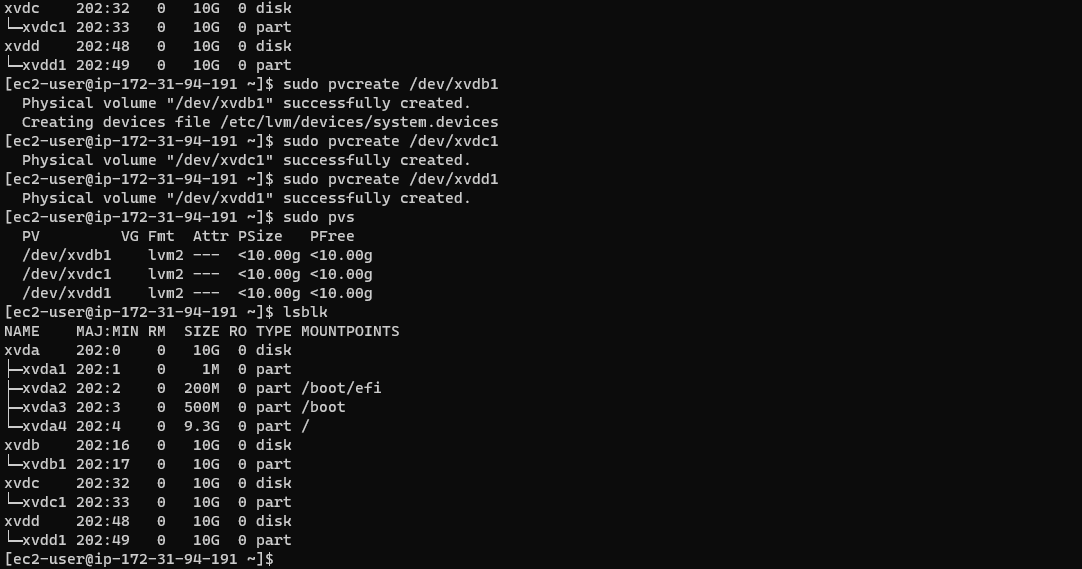 xvdc    202:32   0   10G  0 disk
└─xvdc1 202:33   0   10G  0 part
xvdd    202:48   0   10G  0 disk
└─xvdd1 202:49   0   10G  0 part
[ec2-user@ip-172-31-94-191 ~]$ sudo pvcreate /dev/xvdb1
  Physical volume "/dev/xvdb1" successfully created.
  Creating devices file /etc/lvm/devices/system.devices
[ec2-user@ip-172-31-94-191 ~]$ sudo pvcreate /dev/xvdc1
  Physical volume "/dev/xvdc1" successfully created.
[ec2-user@ip-172-31-94-191 ~]$ sudo pvcreate /dev/xvdd1
  Physical volume "/dev/xvdd1" successfully created.
[ec2-user@ip-172-31-94-191 ~]$ sudo pvs
  PV         VG Fmt  Attr PSize   PFree
  /dev/xvdb1    lvm2 ---  <10.00g <10.00g
  /dev/xvdc1    lvm2 ---  <10.00g <10.00g
  /dev/xvdd1    lvm2 ---  <10.00g <10.00g
[ec2-user@ip-172-31-94-191 ~]$ lsblk
NAME    MAJ:MIN RM  SIZE RO TYPE MOUNTPOINTS
xvda    202:0    0   10G  0 disk
├─xvda1 202:1    0    1M  0 part
├─xvda2 202:2    0  200M  0 part /boot/efi
├─xvda3 202:3    0  500M  0 part /boot
└─xvda4 202:4    0  9.3G  0 part /
xvdb    202:16   0   10G  0 disk
└─xvdb1 202:17   0   10G  0 part
xvdc    202:32   0   10G  0 disk
└─xvdc1 202:33   0   10G  0 part
xvdd    202:48   0   10G  0 disk
└─xvdd1 202:49   0   10G  0 part
[ec2-user@ip-172-31-94-191 ~]$